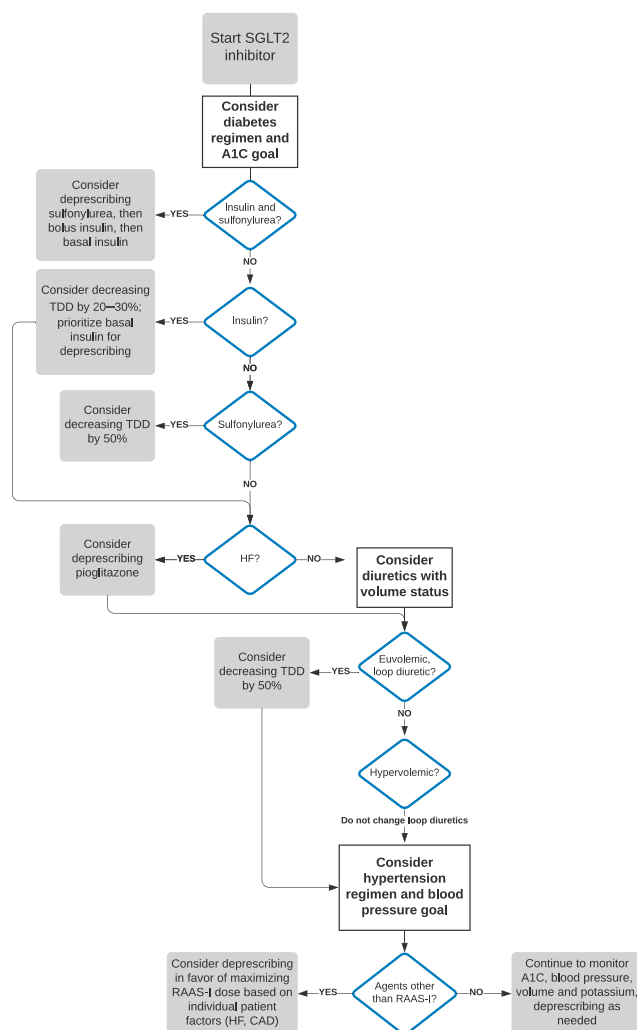 Start SGLT2
inhibitor
Consider
diabetes
regimen and
A1C goal
Consider
deprescribing
sulfonylurea, then
bolus insulin, then
basal insulin
YES
Insulin and
sulfonylurea?
NO
Consider decreasing
TDD by 20–30%;
prioritize basal
insulin for
deprescribing
YES
Insulin?
NO
Consider
decreasing TDD
by 50%
YES
Sulfonylurea?
NO
Consider
deprescribing
pioglitazone
YES
HF?
NO
Consider
diuretics with
volume status
Consider
decreasing TDD
by 50%
YES
Euvolemic,
loop diuretic?
NO
Hypervolemic?
Do not change loop diuretics
Consider
hypertension
regimen and blood
pressure goal
Consider deprescribing
in favor of maximizing
RAAS-I dose based on
individual patient
factors (HF, CAD)
YES
Agents other
than RAAS-I?
NO
Continue to monitor
A1C, blood pressure,
volume and potassium,
deprescribing as
needed